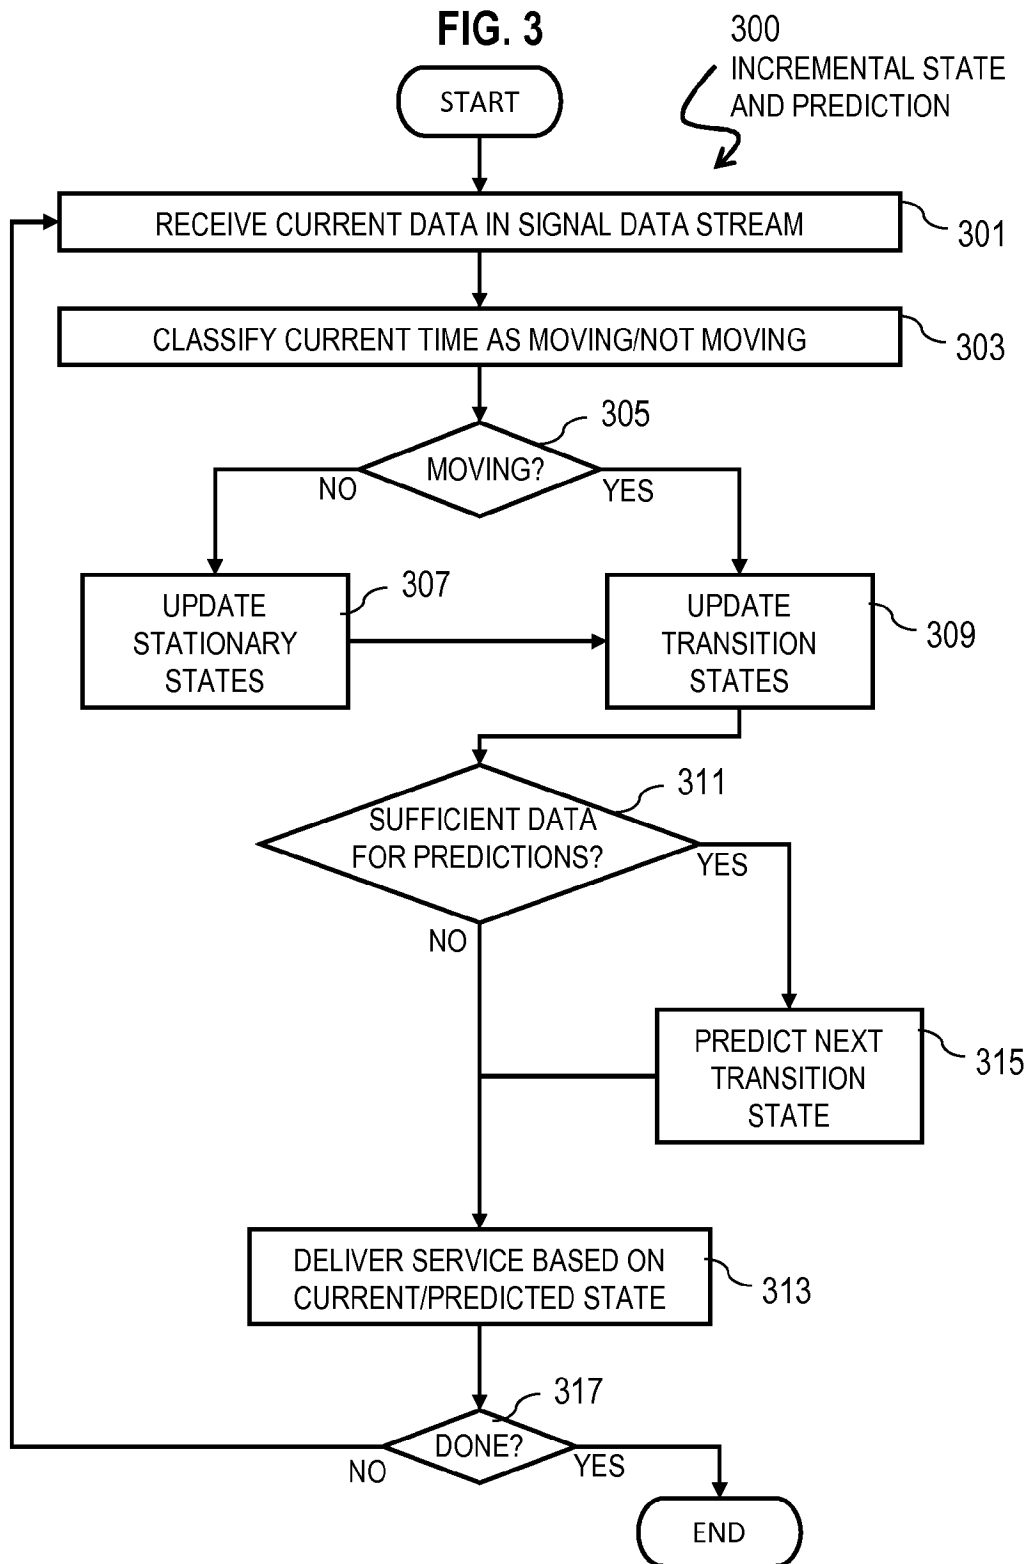 FIG. 3
300
INCREMENTAL STATE
AND PREDICTION
START
RECEIVE CURRENT DATA IN SIGNAL DATA STREAM
301
CLASSIFY CURRENT TIME AS MOVING/NOT MOVING
303
305
MOVING?
NO
YES
UPDATE
STATIONARY
STATES
307
UPDATE
TRANSITION
STATES
309
311
SUFFICIENT DATA
FOR PREDICTIONS?
YES
NO
PREDICT NEXT
TRANSITION
STATE
315
DELIVER SERVICE BASED ON
CURRENT/PREDICTED STATE
313
317
DONE?
NO
YES
END